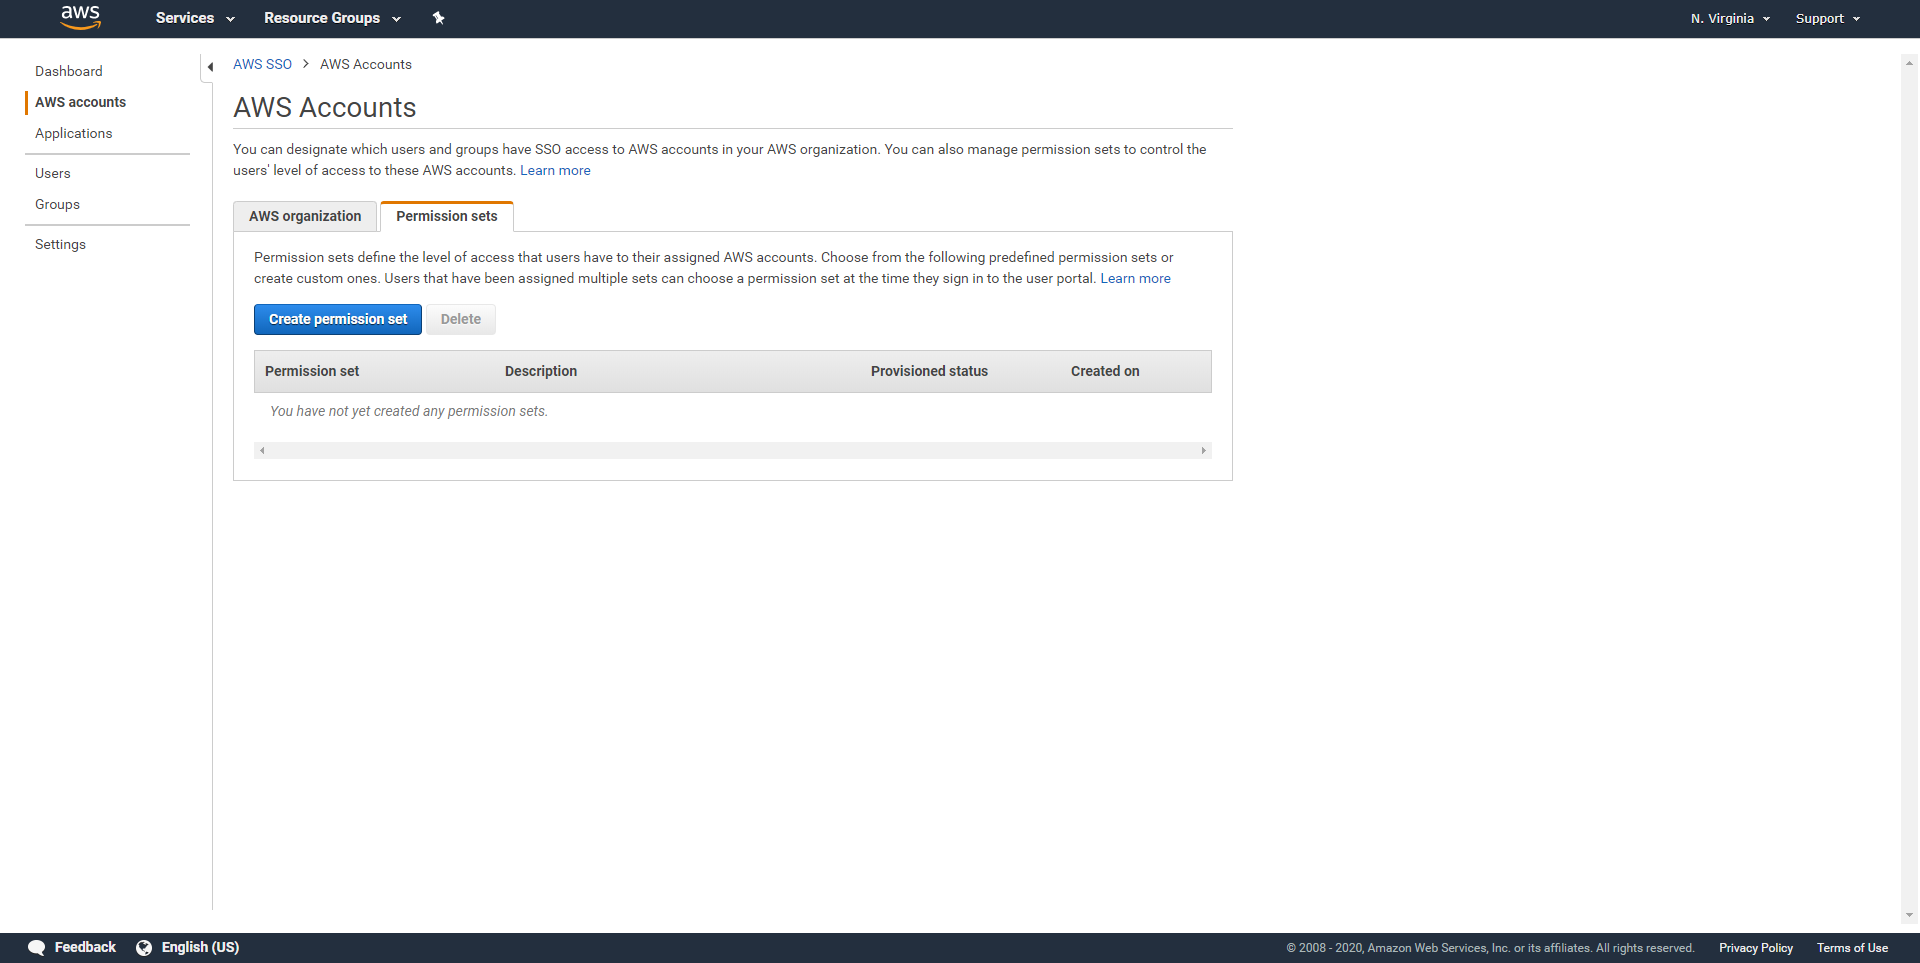 aws
Services
Resource Groups
N. Virginia
Support
Dashboard
AWS accounts
Applications
Users
Groups
Settings
AWS SSO > AWS Accounts
AWS Accounts
You can designate which users and groups have SSO access to AWS accounts in your AWS organization. You can also manage permission sets to control the
users' level of access to these AWS accounts. Learn more
AWS organization
Permission sets
Permission sets define the level of access that users have to their assigned AWS accounts. Choose from the following predefined permission sets or
create custom ones. Users that have been assigned multiple sets can choose a permission set at the time they sign in to the user portal. Learn more
Create permission set
Delete
Permission set
Description
Provisioned status
Created on
You have not yet created any permission sets.
Feedback
English (US)
© 2008 - 2020, Amazon Web Services, Inc. or its affiliates. All rights reserved.
Privacy Policy
Terms of Use